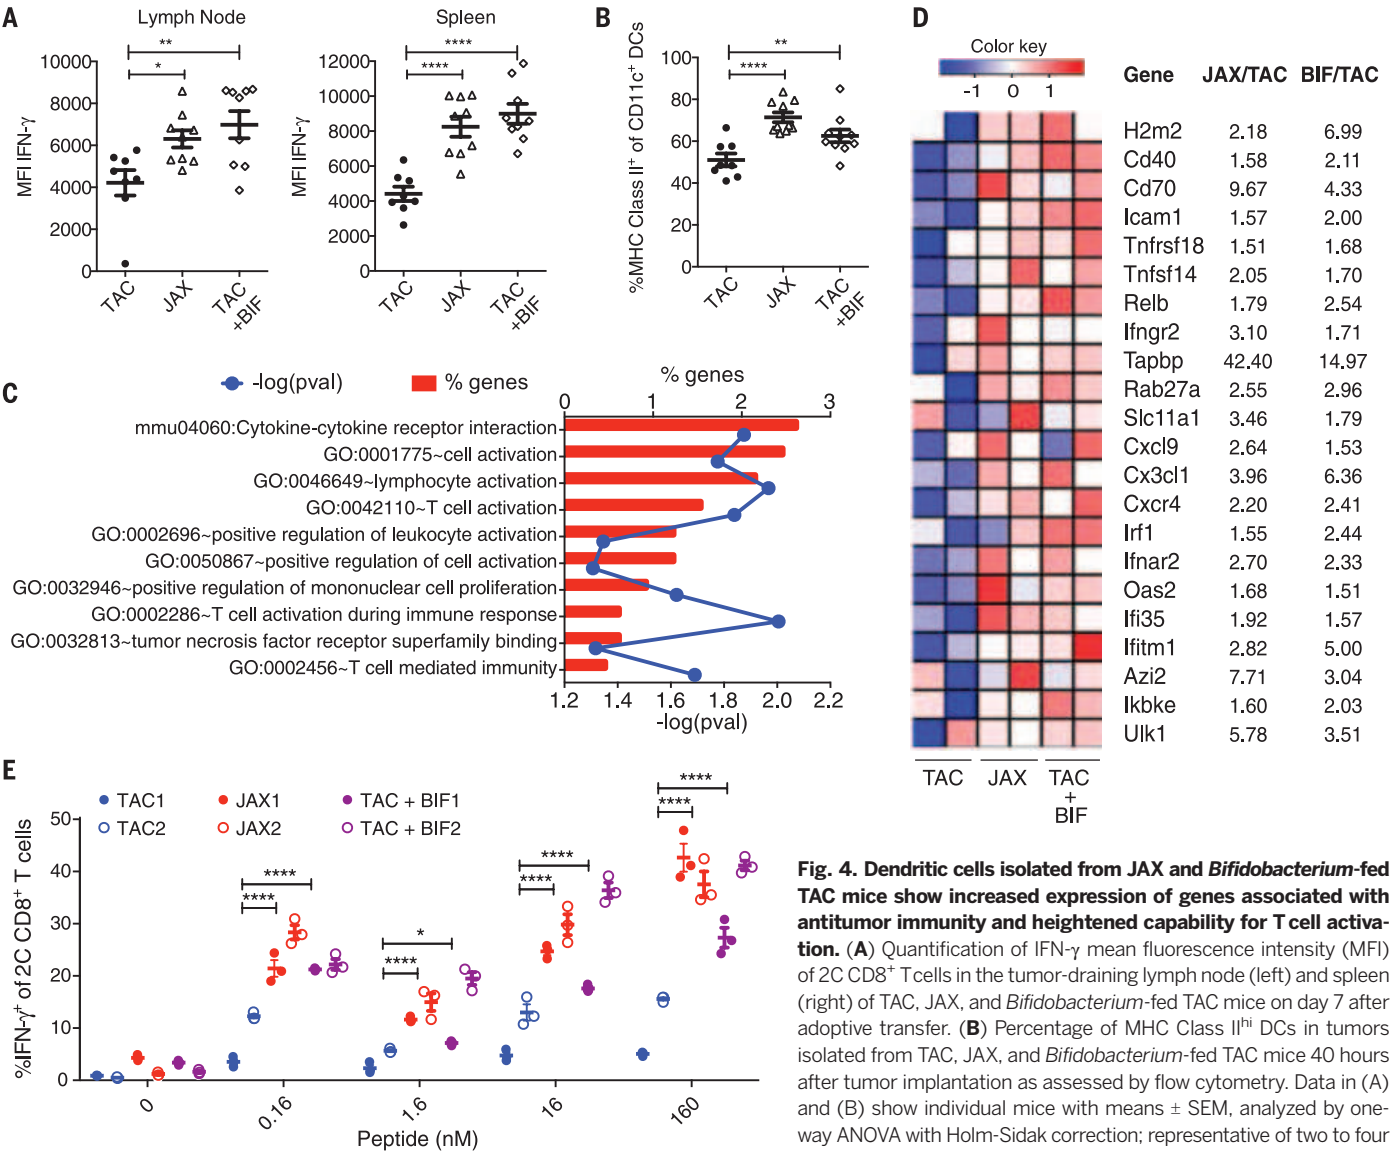 A
Lymph Node
Spleen
MFI IFN-γ
10000
8000
6000
4000
2000
0
**
*
TAC
JAX
TAC
+BIF
MFI IFN-γ
12000
10000
8000
6000
4000
2000
0
****
****
TAC
JAX
TAC
+BIF
B
%MHC Class II⁺ of CD11c⁺ DCs
100
80
60
40
20
0
**
****
TAC
JAX
TAC
+BIF
C
-log(pval)
% genes
% genes
0 1 2 3
mmu04060:Cytokine-cytokine receptor interaction
GO:0001775~cell activation
GO:0046649~lymphocyte activation
GO:0042110~T cell activation
GO:0002696~positive regulation of leukocyte activation
GO:0050867~positive regulation of cell activation
GO:0032946~positive regulation of mononuclear cell proliferation
GO:0002286~T cell activation during immune response
GO:0032813~tumor necrosis factor receptor superfamily binding
GO:0002456~T cell mediated immunity
1.2 1.4 1.6 1.8 2.0 2.2
-log(pval)
D
Color key
-1 0 1
Gene JAX/TAC BIF/TAC
H2m2 2.18 6.99
Cd40 1.58 2.11
Cd70 9.67 4.33
Icam1 1.57 2.00
Tnfrsf18 1.51 1.68
Tnfsf14 2.05 1.70
Relb 1.79 2.54
Ifngr2 3.10 1.71
Tapbp 42.40 14.97
Rab27a 2.55 2.96
Slc11a1 3.46 1.79
Cxcl9 2.64 1.53
Cx3cl1 3.96 6.36
Cxcr4 2.20 2.41
Irf1 1.55 2.44
Ifnar2 2.70 2.33
Oas2 1.68 1.51
Ifi35 1.92 1.57
Ifitm1 2.82 5.00
Azi2 7.71 3.04
Ikbke 1.60 2.03
Ulk1 5.78 3.51
TAC JAX TAC
+
BIF
E
TAC1 JAX1 TAC + BIF1
TAC2 JAX2 TAC + BIF2
%IFN-γ⁺ of 2C CD8⁺ T cells
50
40
30
20
10
0
****
****
*
****
****
****
****
****
0 0.16 1.6 16 160
Peptide (nM)
Fig. 4. Dendritic cells isolated from JAX and Bifidobacterium-fed
TAC mice show increased expression of genes associated with
antitumor immunity and heightened capability for T cell activa-
tion. (A) Quantification of IFN-γ mean fluorescence intensity (MFI)
of 2C CD8⁺ T cells in the tumor-draining lymph node (left) and spleen
(right) of TAC, JAX, and Bifidobacterium-fed TAC mice on day 7 after
adoptive transfer. (B) Percentage of MHC Class IIʰⁱ DCs in tumors
isolated from TAC, JAX, and Bifidobacterium-fed TAC mice 40 hours
after tumor implantation as assessed by flow cytometry. Data in (A)
and (B) show individual mice with means ± SEM, analyzed by one-
way ANOVA with Holm-Sidak correction; representative of two to four